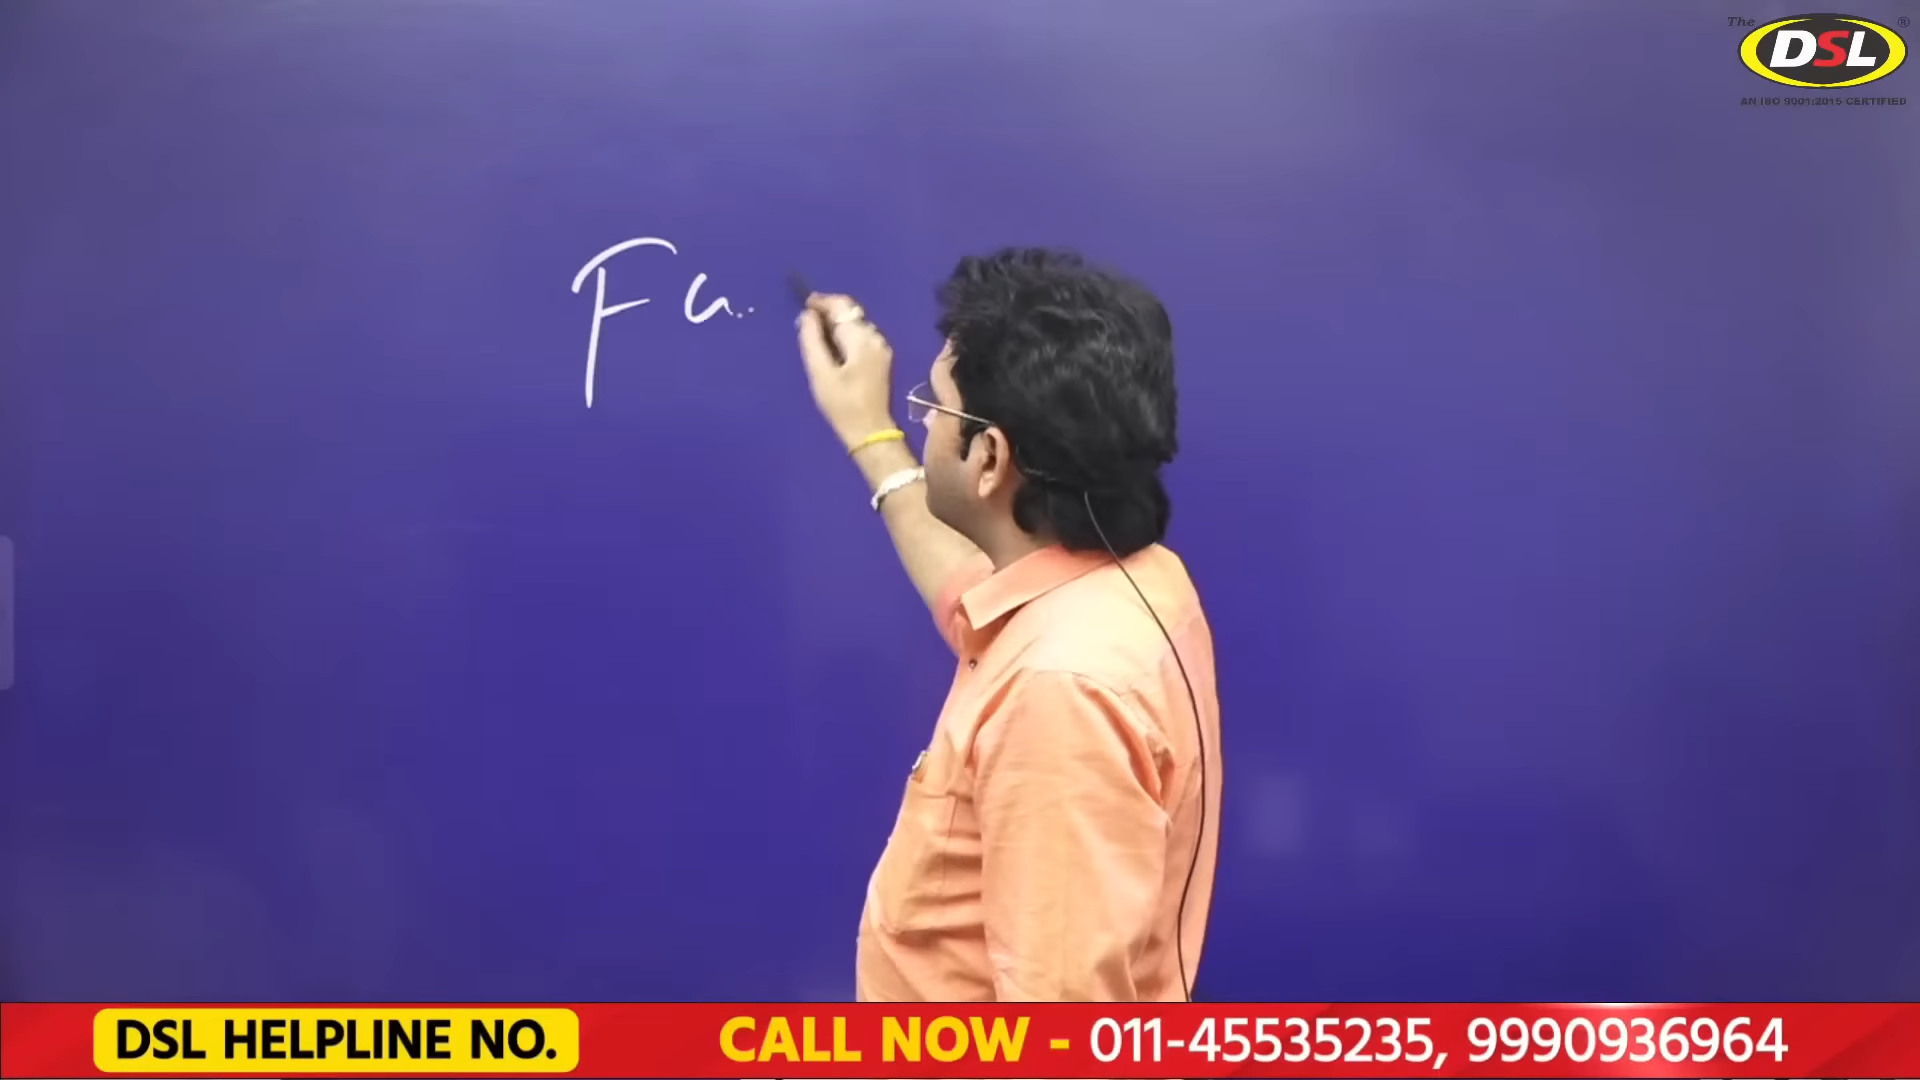 The DSL ®
AN ISO 9001:2015 CERTIFIED
Fa..
DSL HELPLINE NO. CALL NOW - 011-45535235, 9990936964